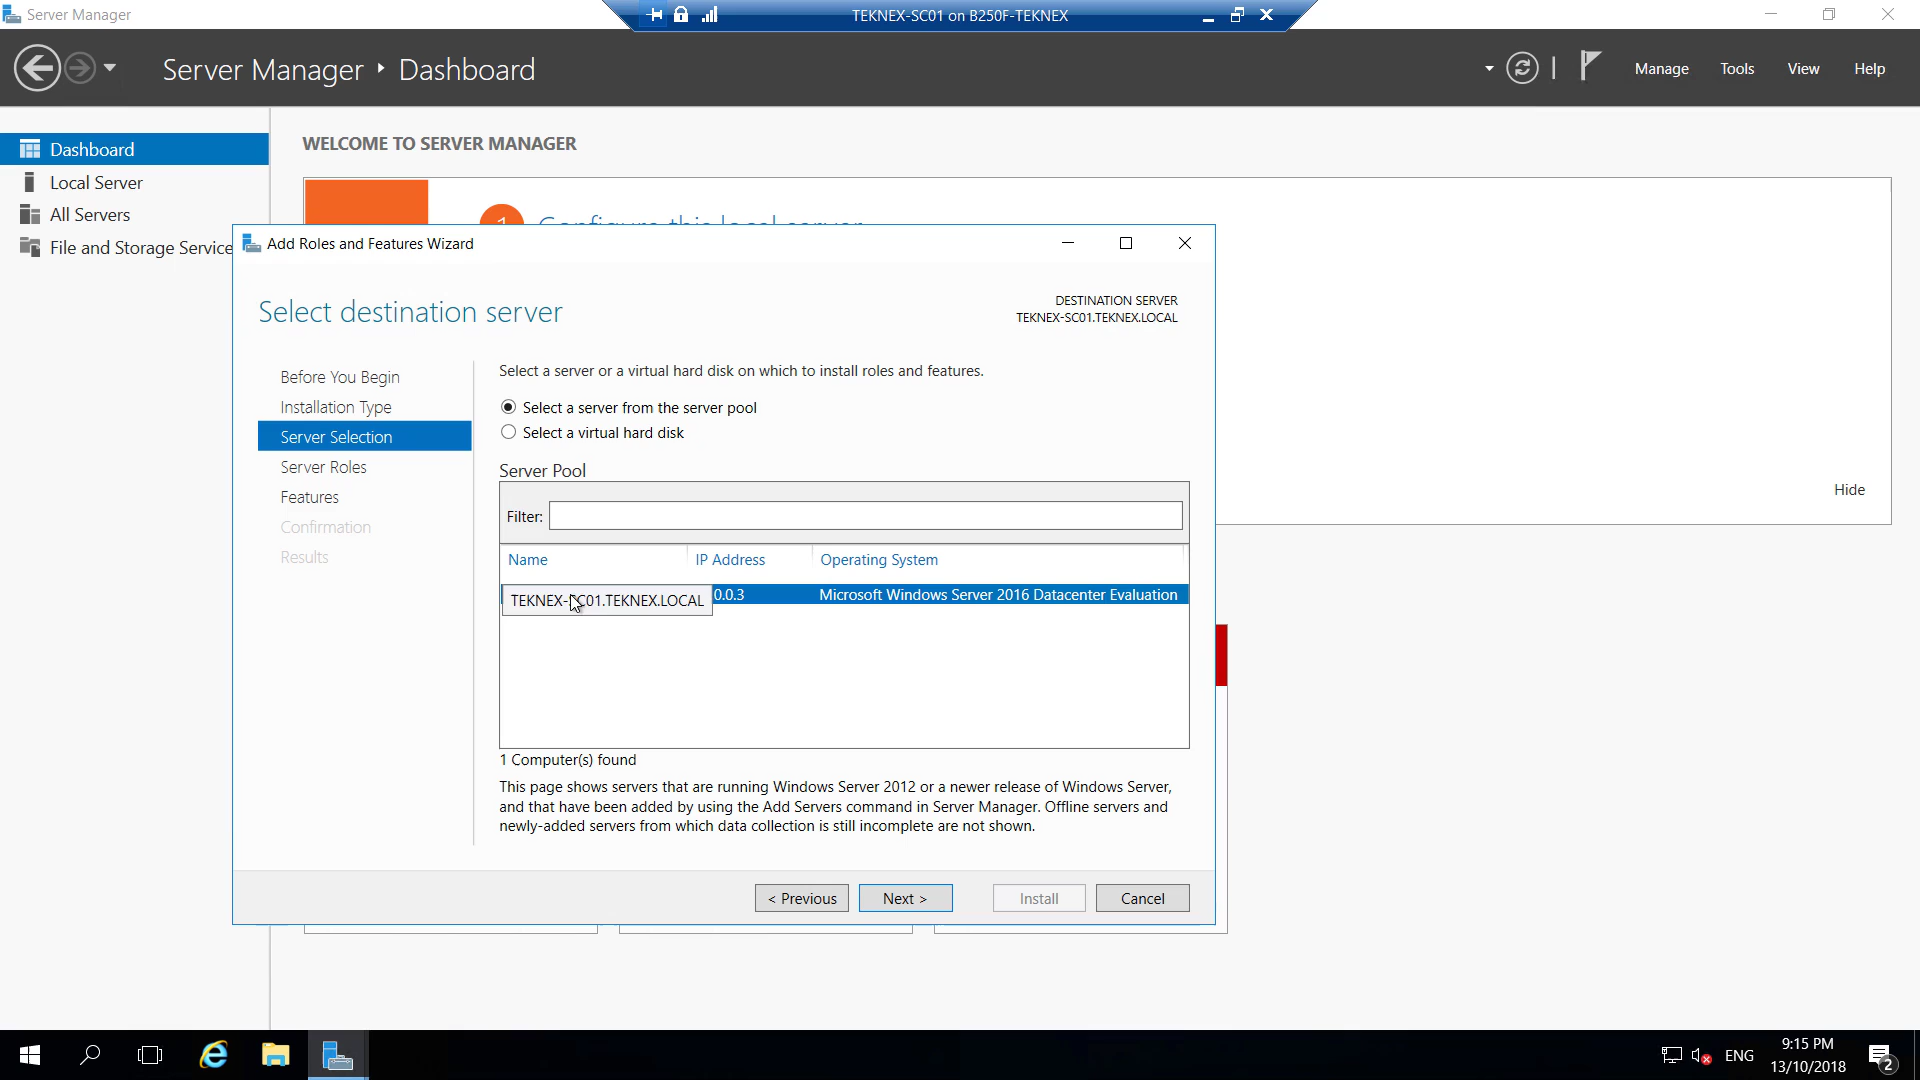 Server Manager
TEKNEX-SC01 on B250F-TEKNEX
Server Manager
Dashboard
Manage
Tools
View
Help
Dashboard
Local Server
All Servers
File and Storage Service
WELCOME TO SERVER MANAGER
1
Configure this local server
Hide
Add Roles and Features Wizard
Select destination server
DESTINATION SERVER
TEKNEX-SC01.TEKNEX.LOCAL
Before You Begin
Installation Type
Server Selection
Server Roles
Features
Confirmation
Results
Select a server or a virtual hard disk on which to install roles and features.
Select a server from the server pool
Select a virtual hard disk
Server Pool
Filter:
Name IP Address Operating System
TEKNEX-SC01.TEKNEX.LOCAL 0.0.3 Microsoft Windows Server 2016 Datacenter Evaluation
1 Computer(s) found
This page shows servers that are running Windows Server 2012 or a newer release of Windows Server,
and that have been added by using the Add Servers command in Server Manager. Offline servers and
newly-added servers from which data collection is still incomplete are not shown.
< Previous
Next >
Install
Cancel
ENG
9:15 PM
13/10/2018
2